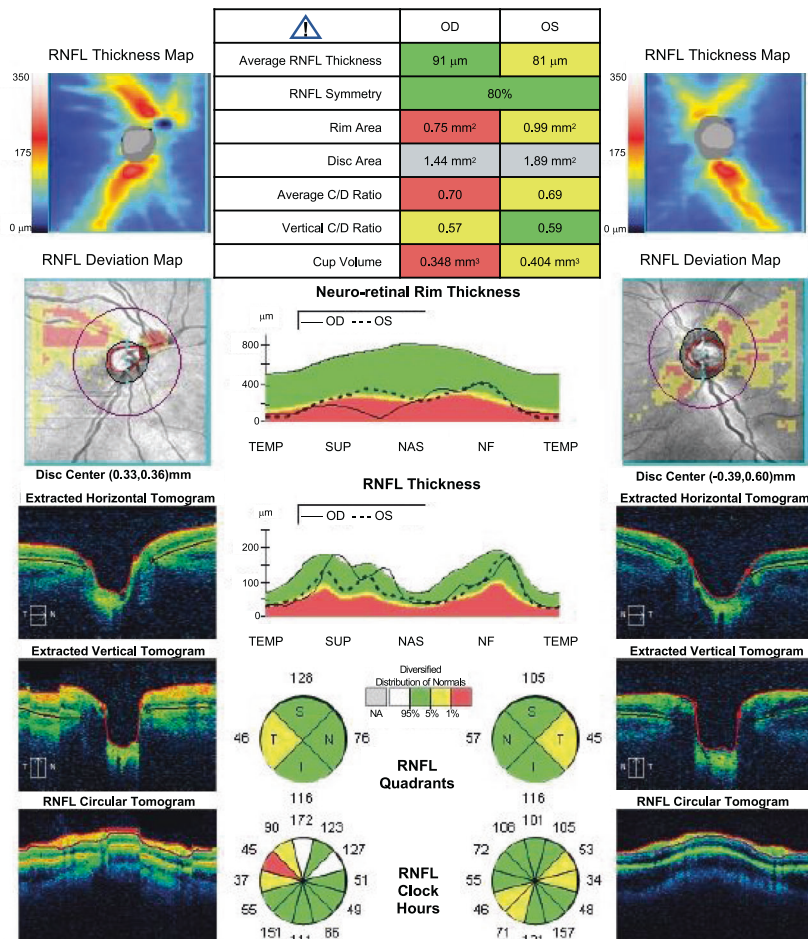 OD OS
RNFL Thickness Map
Average RNFL Thickness 91 μm 81 μm
RNFL Symmetry 80%
Rim Area 0.75 mm² 0.99 mm²
Disc Area 1.44 mm² 1.89 mm²
Average C/D Ratio 0.70 0.69
Vertical C/D Ratio 0.57 0.59
Cup Volume 0.348 mm³ 0.404 mm³
350
175
0 μm
RNFL Thickness Map
350
175
0 μm
RNFL Deviation Map
Disc Center (0.33,0.36)mm
RNFL Deviation Map
Disc Center (-0.39,0.60)mm
Neuro-retinal Rim Thickness
μm
OD OS
800
400
0
TEMP SUP NAS NF TEMP
RNFL Thickness
μm
OD OS
200
100
0
TEMP SUP NAS NF TEMP
Extracted Horizontal Tomogram
T N
Extracted Vertical Tomogram
T N
RNFL Circular Tomogram
Extracted Horizontal Tomogram
N T
Extracted Vertical Tomogram
N T
RNFL Circular Tomogram
Diversified
Distribution of Normals
NA 95% 5% 1%
RNFL
Quadrants
128
S
46 T N 76
I
116
105
S
57 N T 45
I
116
RNFL
Clock
Hours
172
90 123
45 127
37 51
55 49
151 86
101
106 105
72 53
55 34
46 48
71 157